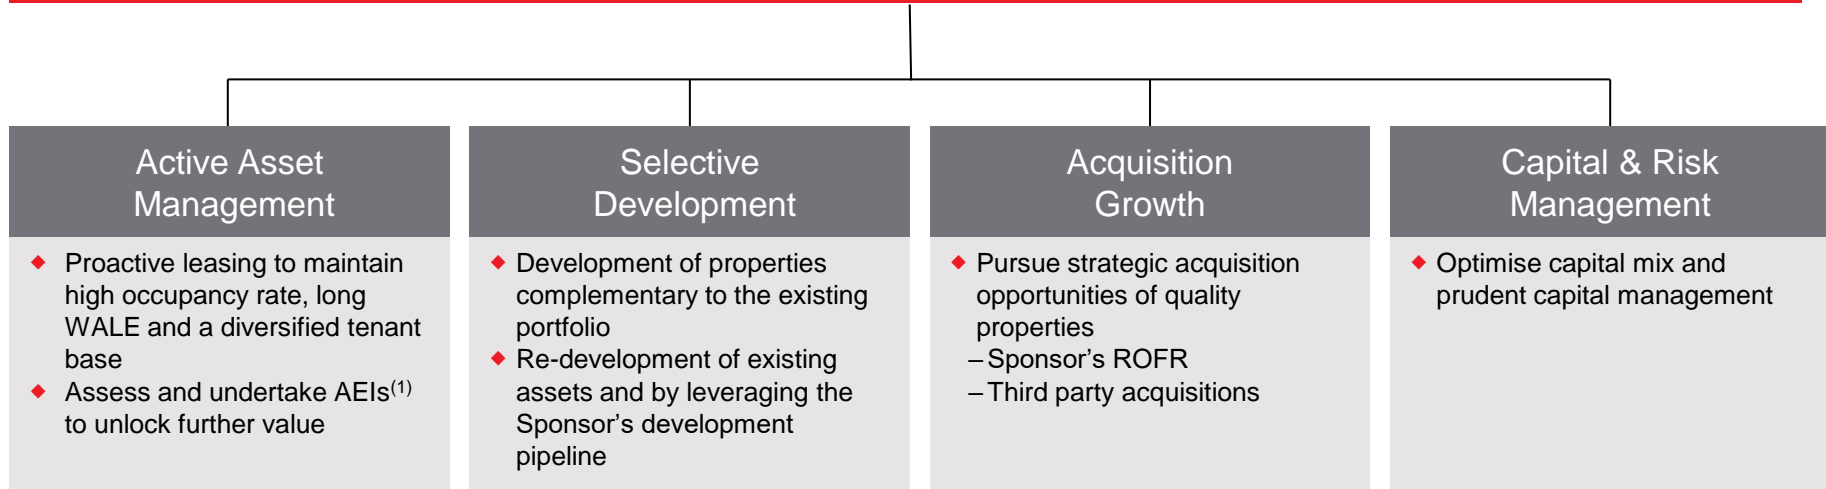 Active Asset
Management
◆ Proactive leasing to maintain
high occupancy rate, long
WALE and a diversified tenant
base
◆ Assess and undertake AEIs(1)
to unlock further value
Selective
Development
◆ Development of properties
complementary to the existing
portfolio
◆ Re-development of existing
assets and by leveraging the
Sponsor’s development
pipeline
Acquisition
Growth
◆ Pursue strategic acquisition
opportunities of quality
properties
– Sponsor’s ROFR
– Third party acquisitions
Capital & Risk
Management
◆ Optimise capital mix and
prudent capital management